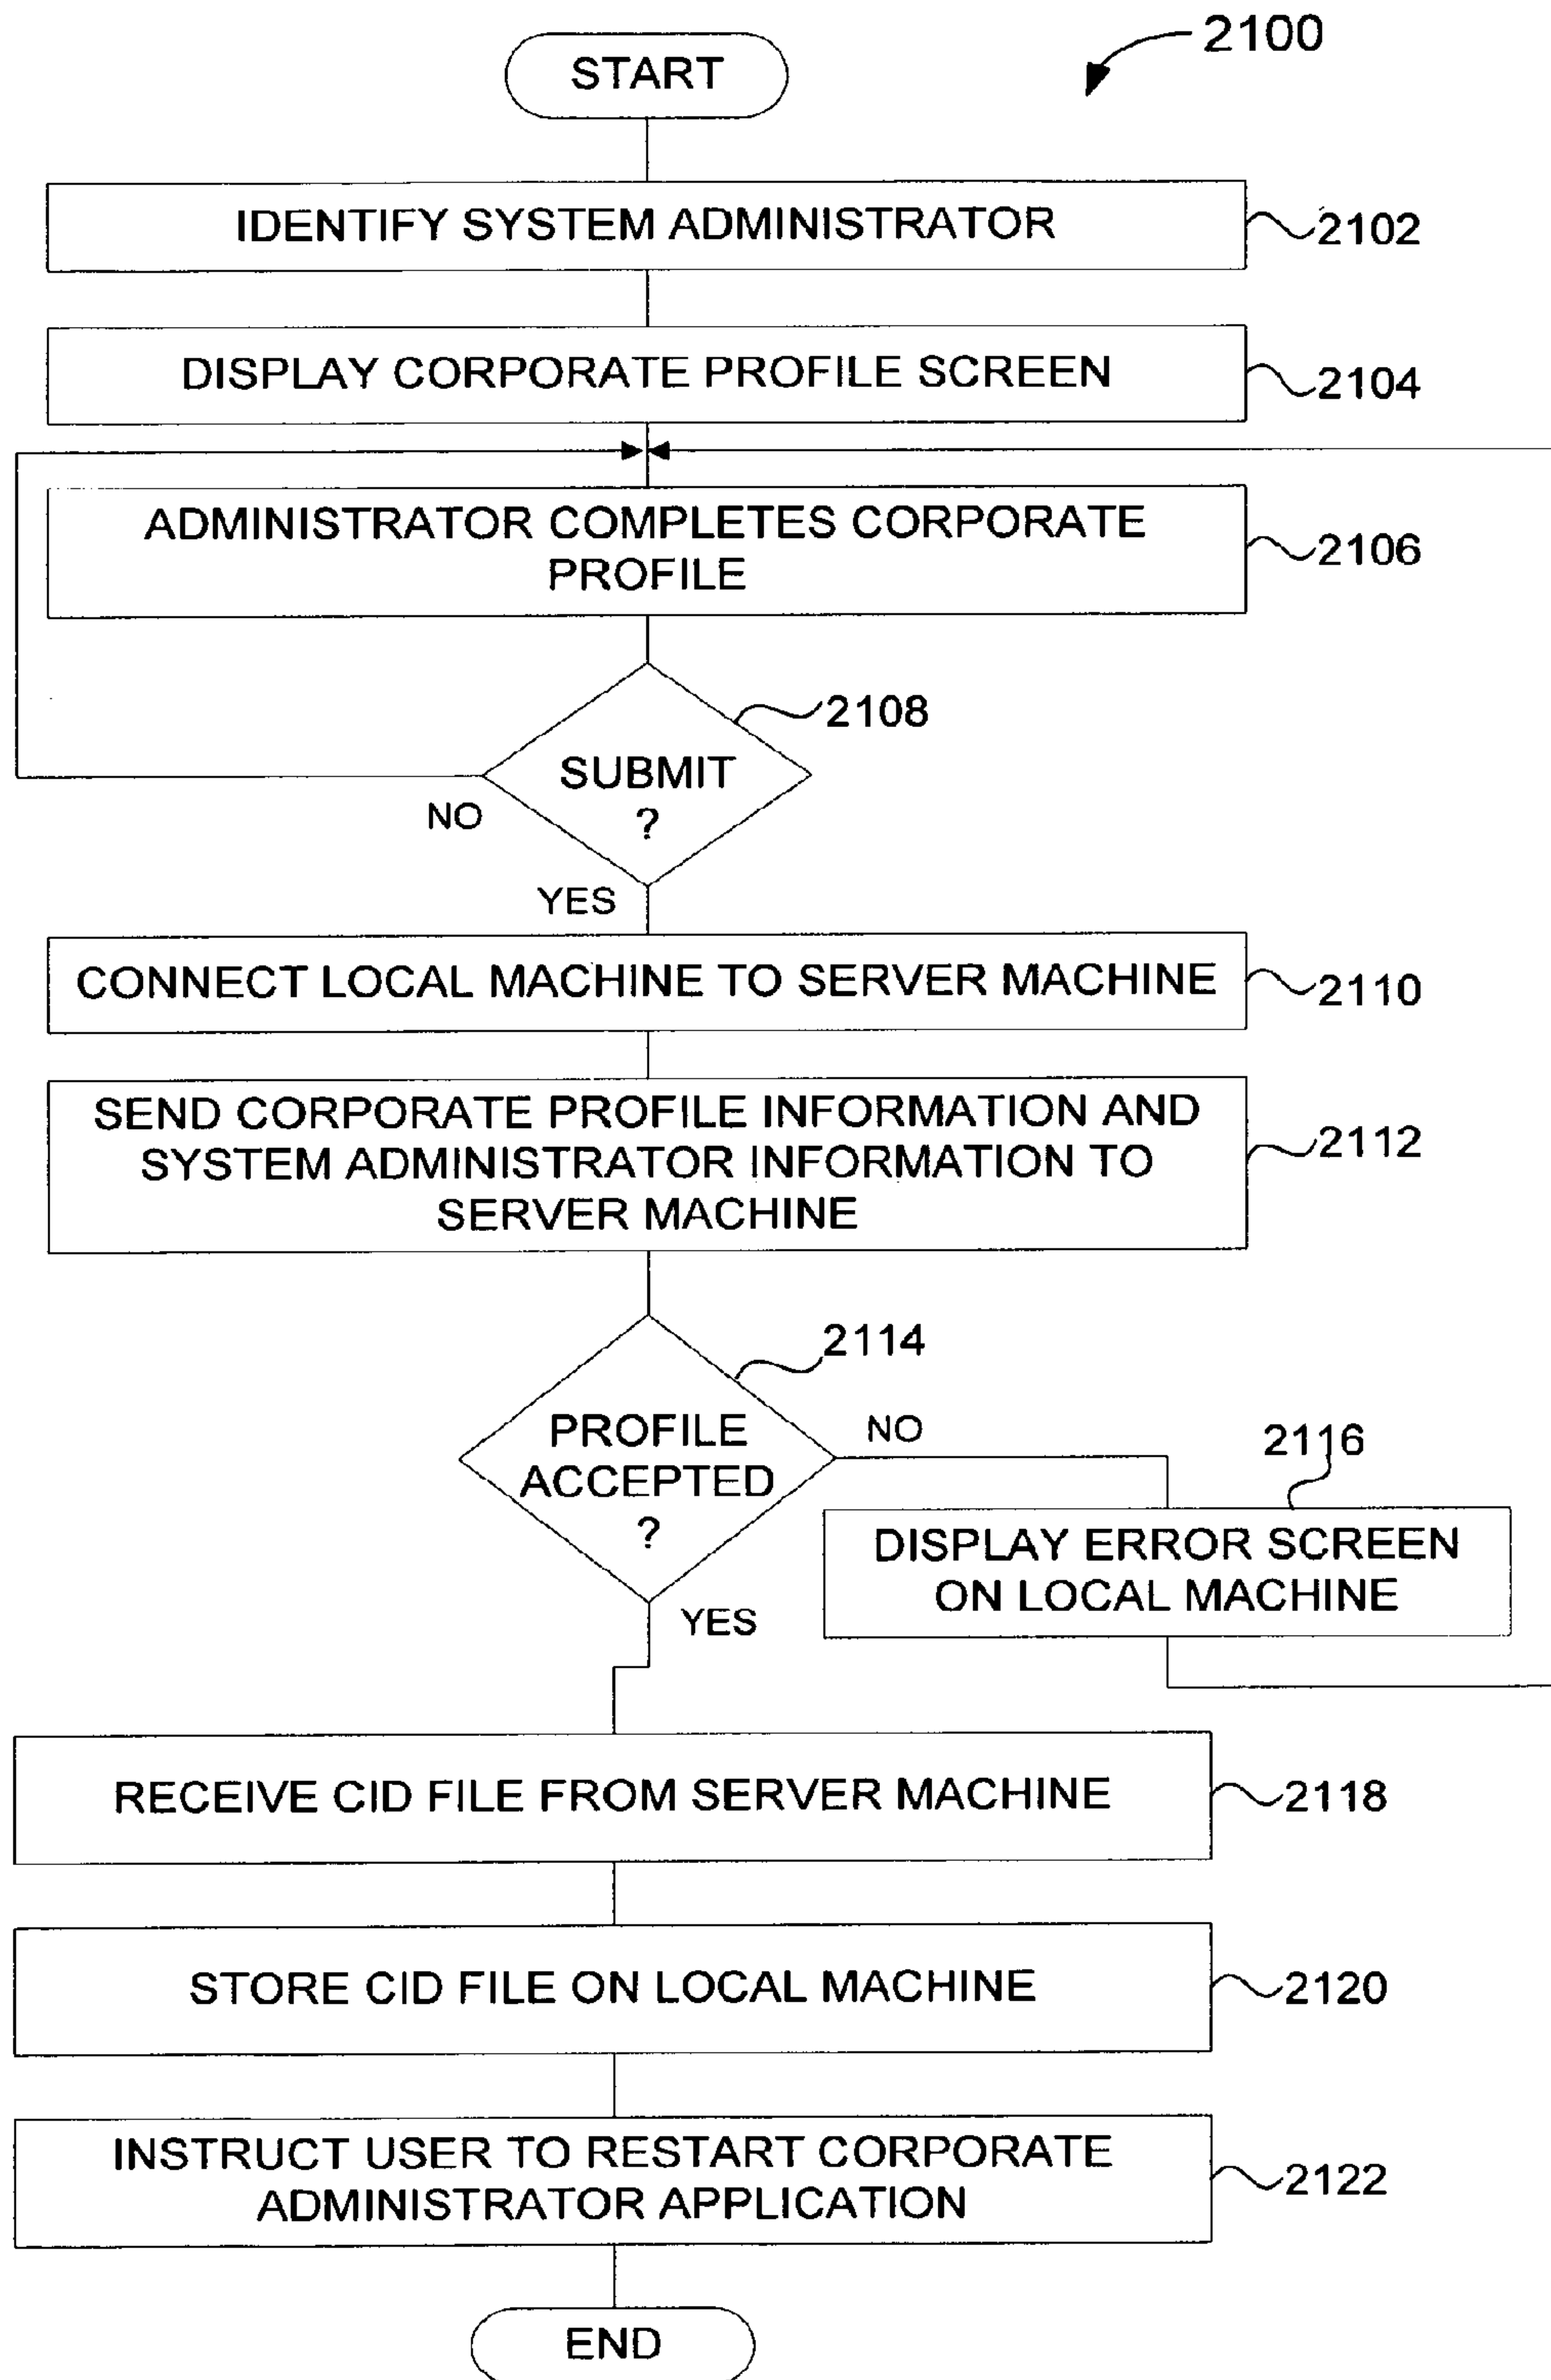 2100
START
IDENTIFY SYSTEM ADMINISTRATOR
2102
DISPLAY CORPORATE PROFILE SCREEN
2104
ADMINISTRATOR COMPLETES CORPORATE
PROFILE
2106
2108
SUBMIT
?
NO
YES
CONNECT LOCAL MACHINE TO SERVER MACHINE
2110
SEND CORPORATE PROFILE INFORMATION AND
SYSTEM ADMINISTRATOR INFORMATION TO
SERVER MACHINE
2112
2114
PROFILE
ACCEPTED
?
NO
2116
DISPLAY ERROR SCREEN
ON LOCAL MACHINE
YES
RECEIVE CID FILE FROM SERVER MACHINE
2118
STORE CID FILE ON LOCAL MACHINE
2120
INSTRUCT USER TO RESTART CORPORATE
ADMINISTRATOR APPLICATION
2122
END